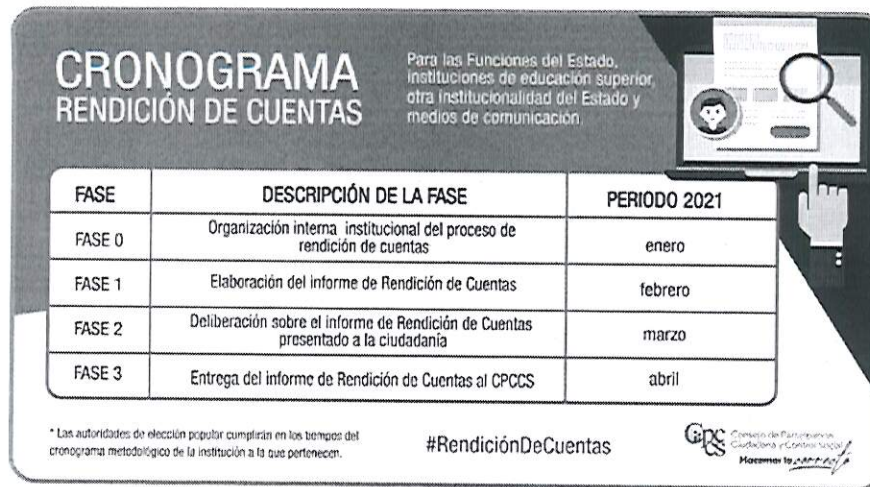 CRONOGRAMA
RENDICIÓN DE CUENTAS
Para las Funciones del Estado,
instituciones de educación superior,
otra institucionalidad del Estado y
medios de comunicación.
FASE DESCRIPCIÓN DE LA FASE PERIODO 2021
FASE 0 Organización interna institucional del proceso de
rendición de cuentas enero
FASE 1 Elaboración del informe de Rendición de Cuentas febrero
FASE 2 Deliberación sobre el informe de Rendición de Cuentas
presentado a la ciudadanía marzo
FASE 3 Entrega del informe de Rendición de Cuentas al CPCCS abril
* Las autoridades de elección popular cumplirán en los tiempos del
cronograma metodológico de la institución a la que pertenecen.
#RendiciónDeCuentas
CPCCS
Consejo de Participación
Ciudadana y Control Social
Hacemos lo correcto